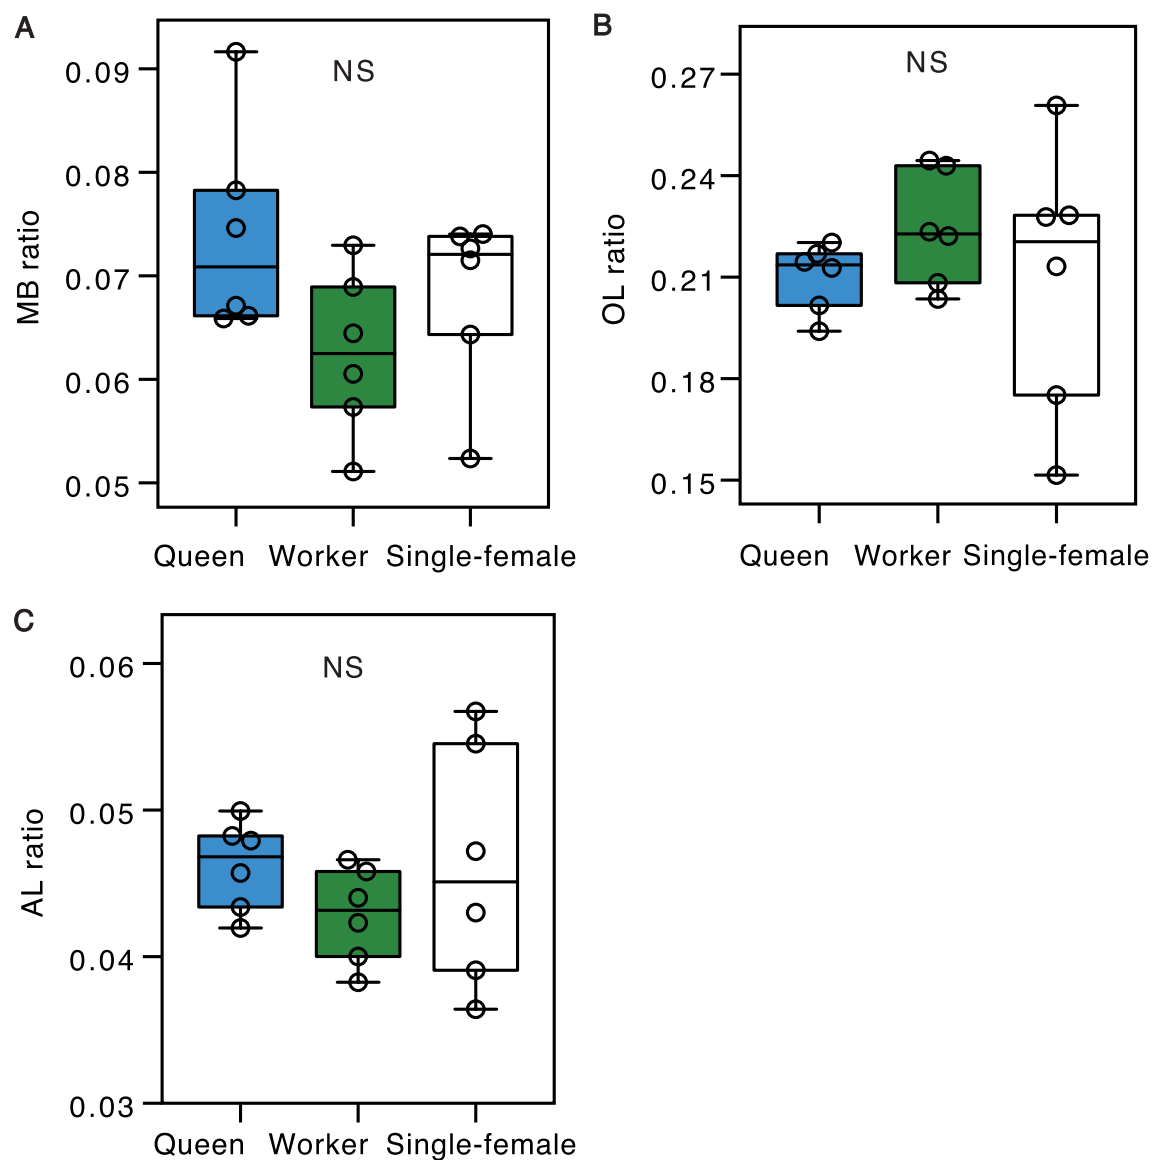 A
NS
0.09
0.08
0.07
0.06
0.05
MB ratio
Queen Worker Single-female
B
NS
0.27
0.24
0.21
0.18
0.15
OL ratio
Queen Worker Single-female
C
NS
0.06
0.05
0.04
0.03
AL ratio
Queen Worker Single-female